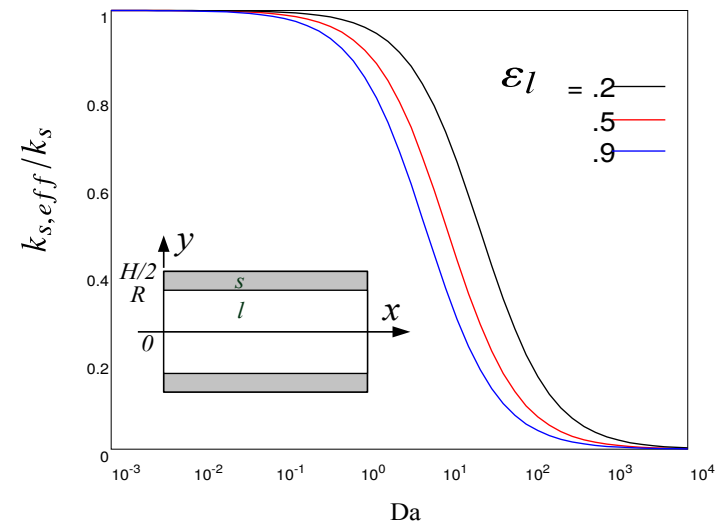 1
0.8
0.6
0.4
0.2
0
k_{s,eff}/k_s
ε_l = .2
.5
.9
y
H/2
R
0
s
l
x
10^{-3} 10^{-2} 10^{-1} 10^{0} 10^{1} 10^{2} 10^{3} 10^{4}
Da